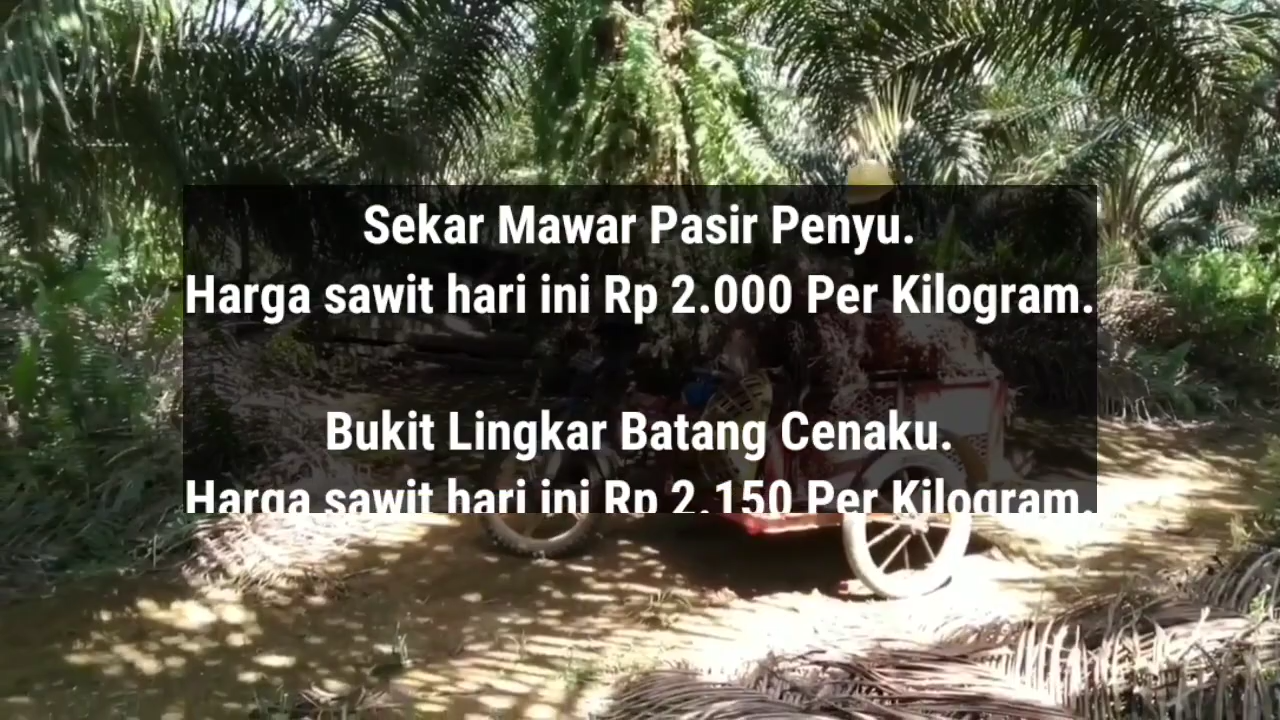 Sekar Mawar Pasir Penyu.
Harga sawit hari ini Rp 2.000 Per Kilogram.
Bukit Lingkar Batang Cenaku.
Harga sawit hari ini Rp 2.150 Per Kilogram.